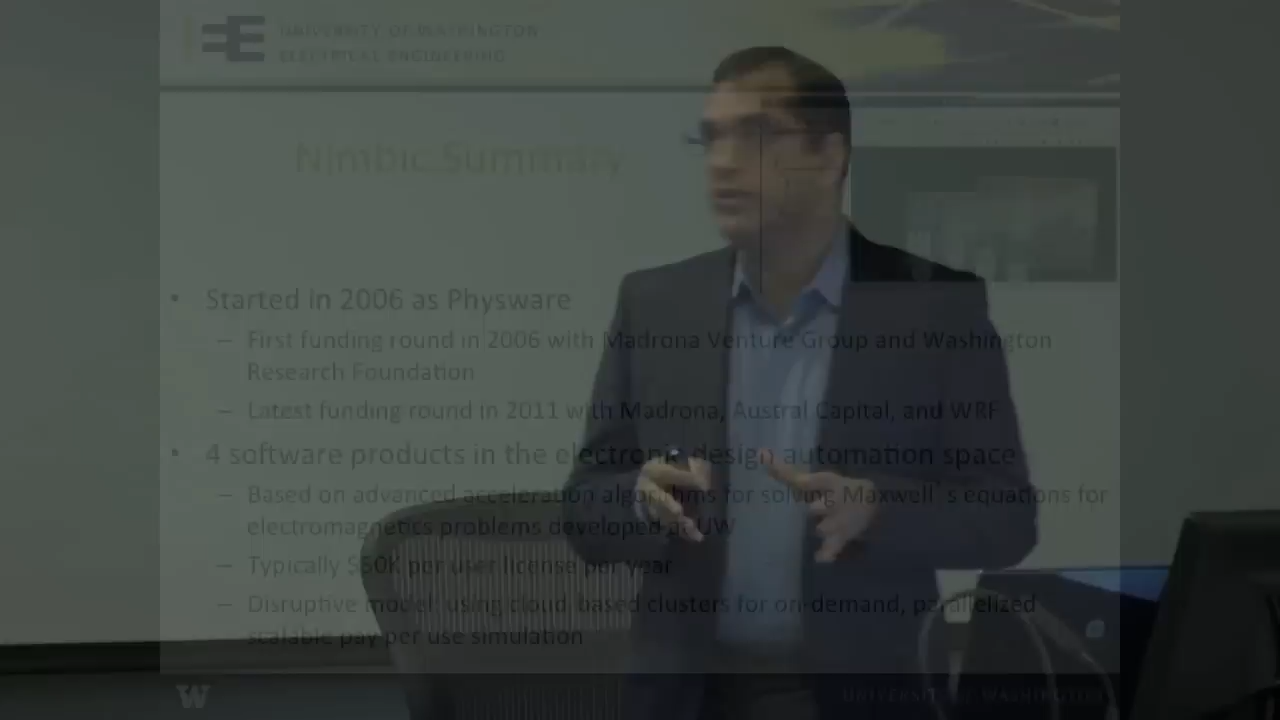 UNIVERSITY OF WASHINGTON
ELECTRICAL ENGINEERING
Nimbic Summary
• Started in 2006 as Physware
– First funding round in 2006 with Madrona Venture Group and Washington
Research Foundation
– Latest funding round in 2011 with Madrona, Austral Capital, and WRF
• 4 software products in the electronic design automation space
– Based on advanced acceleration algorithms for solving Maxwell's equations for
electromagnetics problems developed at UW
– Typically $50K per user license per year
– Disruptive model: using cloud-based clusters for on-demand, parallelized
scalable pay per use simulation
W
UNIVERSITY OF WASHINGTON